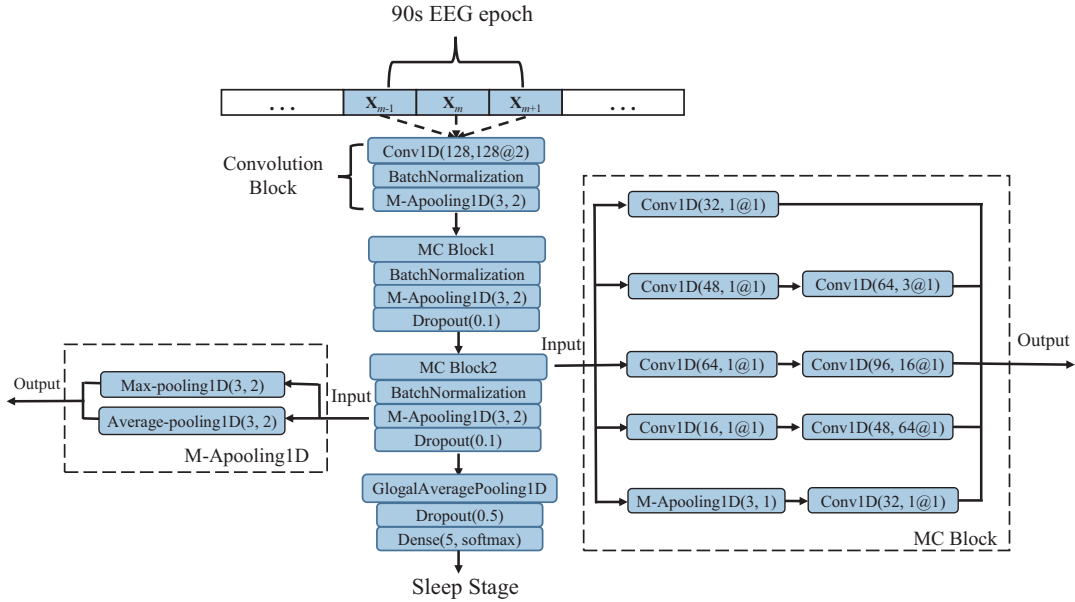 90s EEG epoch
... Xm-1 Xm Xm+1 ...
Convolution
Block
Conv1D(128,128@2)
BatchNormalization
M-Apooling1D(3, 2)
MC Block1
BatchNormalization
M-Apooling1D(3, 2)
Dropout(0.1)
MC Block2
BatchNormalization
M-Apooling1D(3, 2)
Dropout(0.1)
GlogalAveragePooling1D
Dropout(0.5)
Dense(5, softmax)
Sleep Stage
Input
Max-pooling1D(3, 2)
Average-pooling1D(3, 2)
Output
M-Apooling1D
Input
Conv1D(32, 1@1)
Conv1D(48, 1@1) Conv1D(64, 3@1)
Conv1D(64, 1@1) Conv1D(96, 16@1)
Conv1D(16, 1@1) Conv1D(48, 64@1)
M-Apooling1D(3, 1) Conv1D(32, 1@1)
Output
MC Block